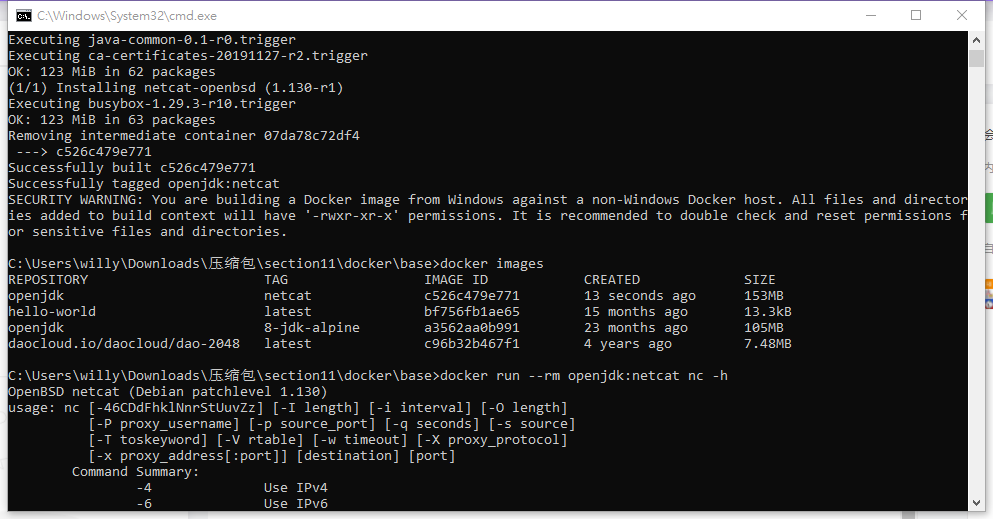 C:\Windows\System32\cmd.exe
Executing java-common-0.1-r0.trigger
Executing ca-certificates-20191127-r2.trigger
OK: 123 MiB in 62 packages
(1/1) Installing netcat-openbsd (1.130-r1)
Executing busybox-1.29.3-r10.trigger
OK: 123 MiB in 63 packages
Removing intermediate container 07da78c72df4
 ---> c526c479e771
Successfully built c526c479e771
Successfully tagged openjdk:netcat
SECURITY WARNING: You are building a Docker image from Windows against a non-Windows Docker host. All files and director
ies added to build context will have '-rwxr-xr-x' permissions. It is recommended to double check and reset permissions f
or sensitive files and directories.
C:\Users\willy\Downloads\压缩包\section11\docker\base>docker images
REPOSITORY TAG IMAGE ID CREATED SIZE
openjdk netcat c526c479e771 13 seconds ago 153MB
hello-world latest bf756fb1ae65 15 months ago 13.3kB
openjdk 8-jdk-alpine a3562aa0b991 23 months ago 105MB
daocloud.io/daocloud/dao-2048 latest c96b32b467f1 4 years ago 7.48MB
C:\Users\willy\Downloads\压缩包\section11\docker\base>docker run --rm openjdk:netcat nc -h
OpenBSD netcat (Debian patchlevel 1.130)
usage: nc [-46CDdFhklNnrStUuvZz] [-I length] [-i interval] [-O length]
[-P proxy_username] [-p source_port] [-q seconds] [-s source]
[-T toskeyword] [-V rtable] [-w timeout] [-X proxy_protocol]
[-x proxy_address[:port]] [destination] [port]
Command Summary:
-4 Use IPv4
-6 Use IPv6